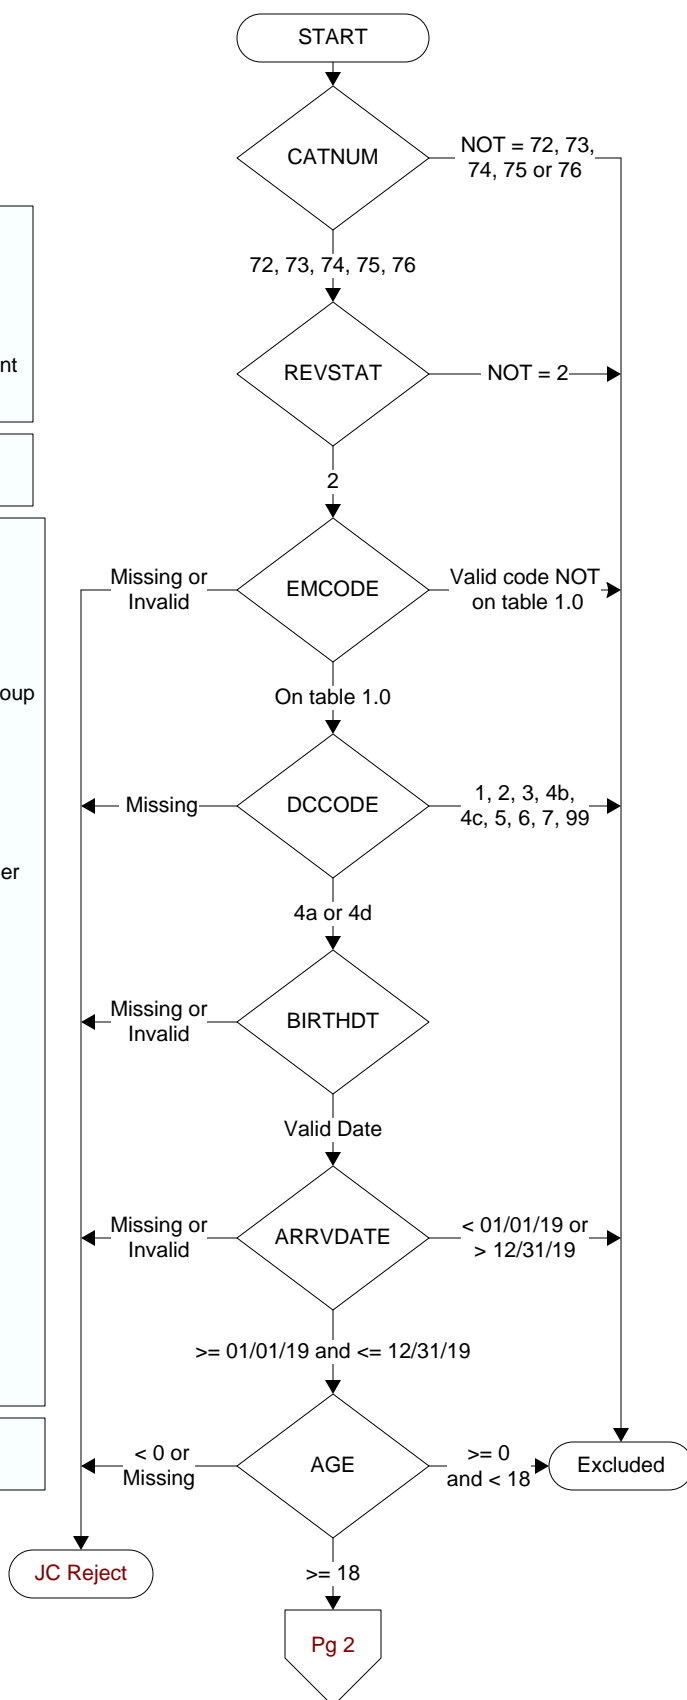 START
CATNUM
NOT = 72, 73,
74, 75 or 76
72, 73, 74, 75, 76
nt
REVSTAT
NOT = 2
2
Missing or
Invalid
EMCODE
Valid code NOT
on table 1.0
oup
On table 1.0
Missing
DCCODE
1, 2, 3, 4b,
4c, 5, 6, 7, 99
er
4a or 4d
Missing or
Invalid
BIRTHDT
Valid Date
Missing or
Invalid
ARRVDATE
< 01/01/19 or
> 12/31/19
>= 01/01/19 and <= 12/31/19
< 0 or
Missing
AGE
>= 0
and < 18
Excluded
JC Reject
>= 18
Pg 2